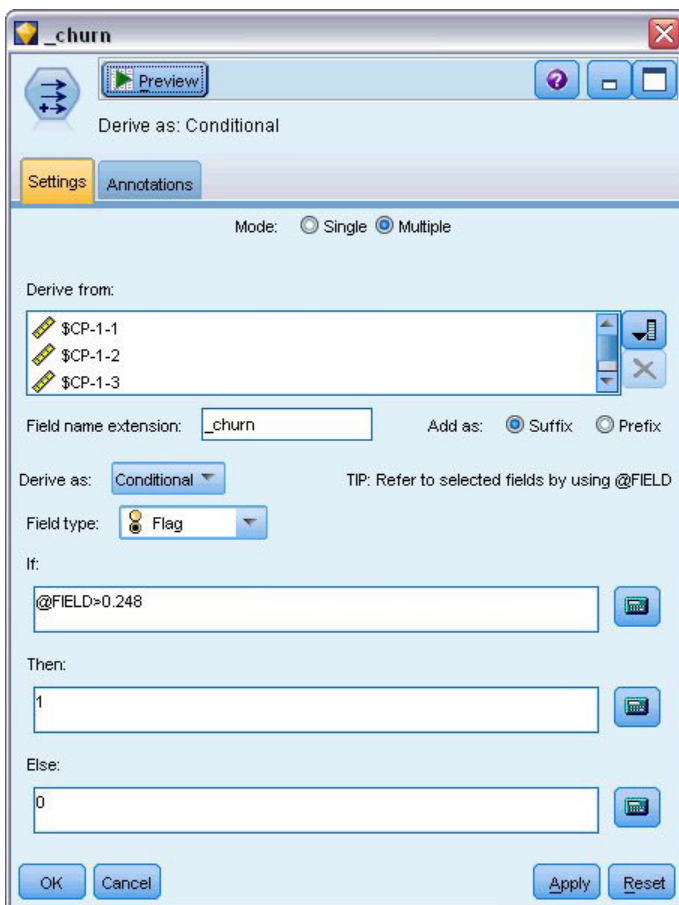 _churn
Preview
Derive as: Conditional
Settings Annotations
Mode: Single Multiple
Derive from:
$CP-1-1
$CP-1-2
$CP-1-3
Field name extension: _churn Add as: Suffix Prefix
Derive as: Conditional TIP: Refer to selected fields by using @FIELD
Field type: Flag
If:
@FIELD>0.248
Then:
1
Else:
0
OK Cancel Apply Reset